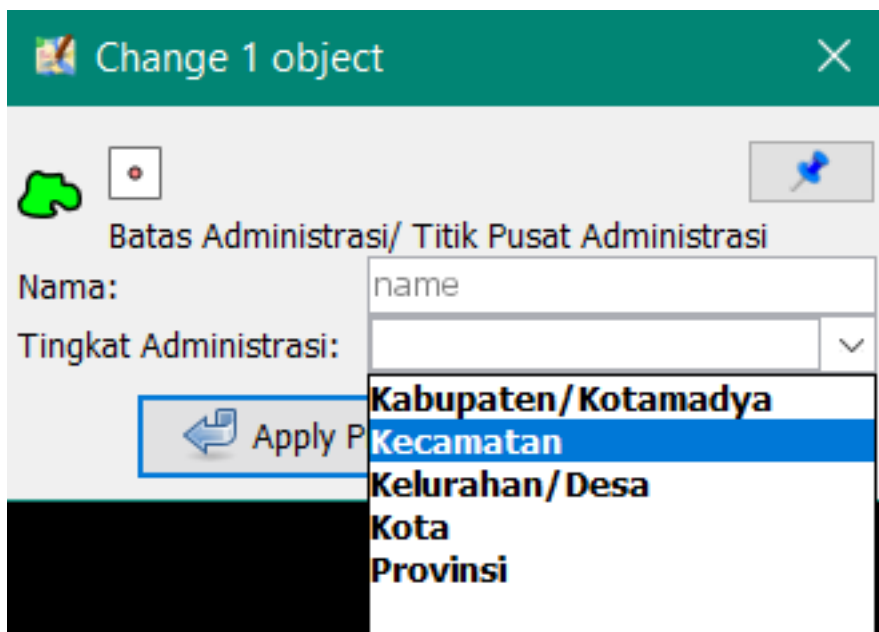 Change 1 object
Batas Administrasi/ Titik Pusat Administrasi
Nama: name
Tingkat Administrasi:
Kabupaten/Kotamadya
Apply P Kecamatan
Kelurahan/Desa
Kota
Provinsi